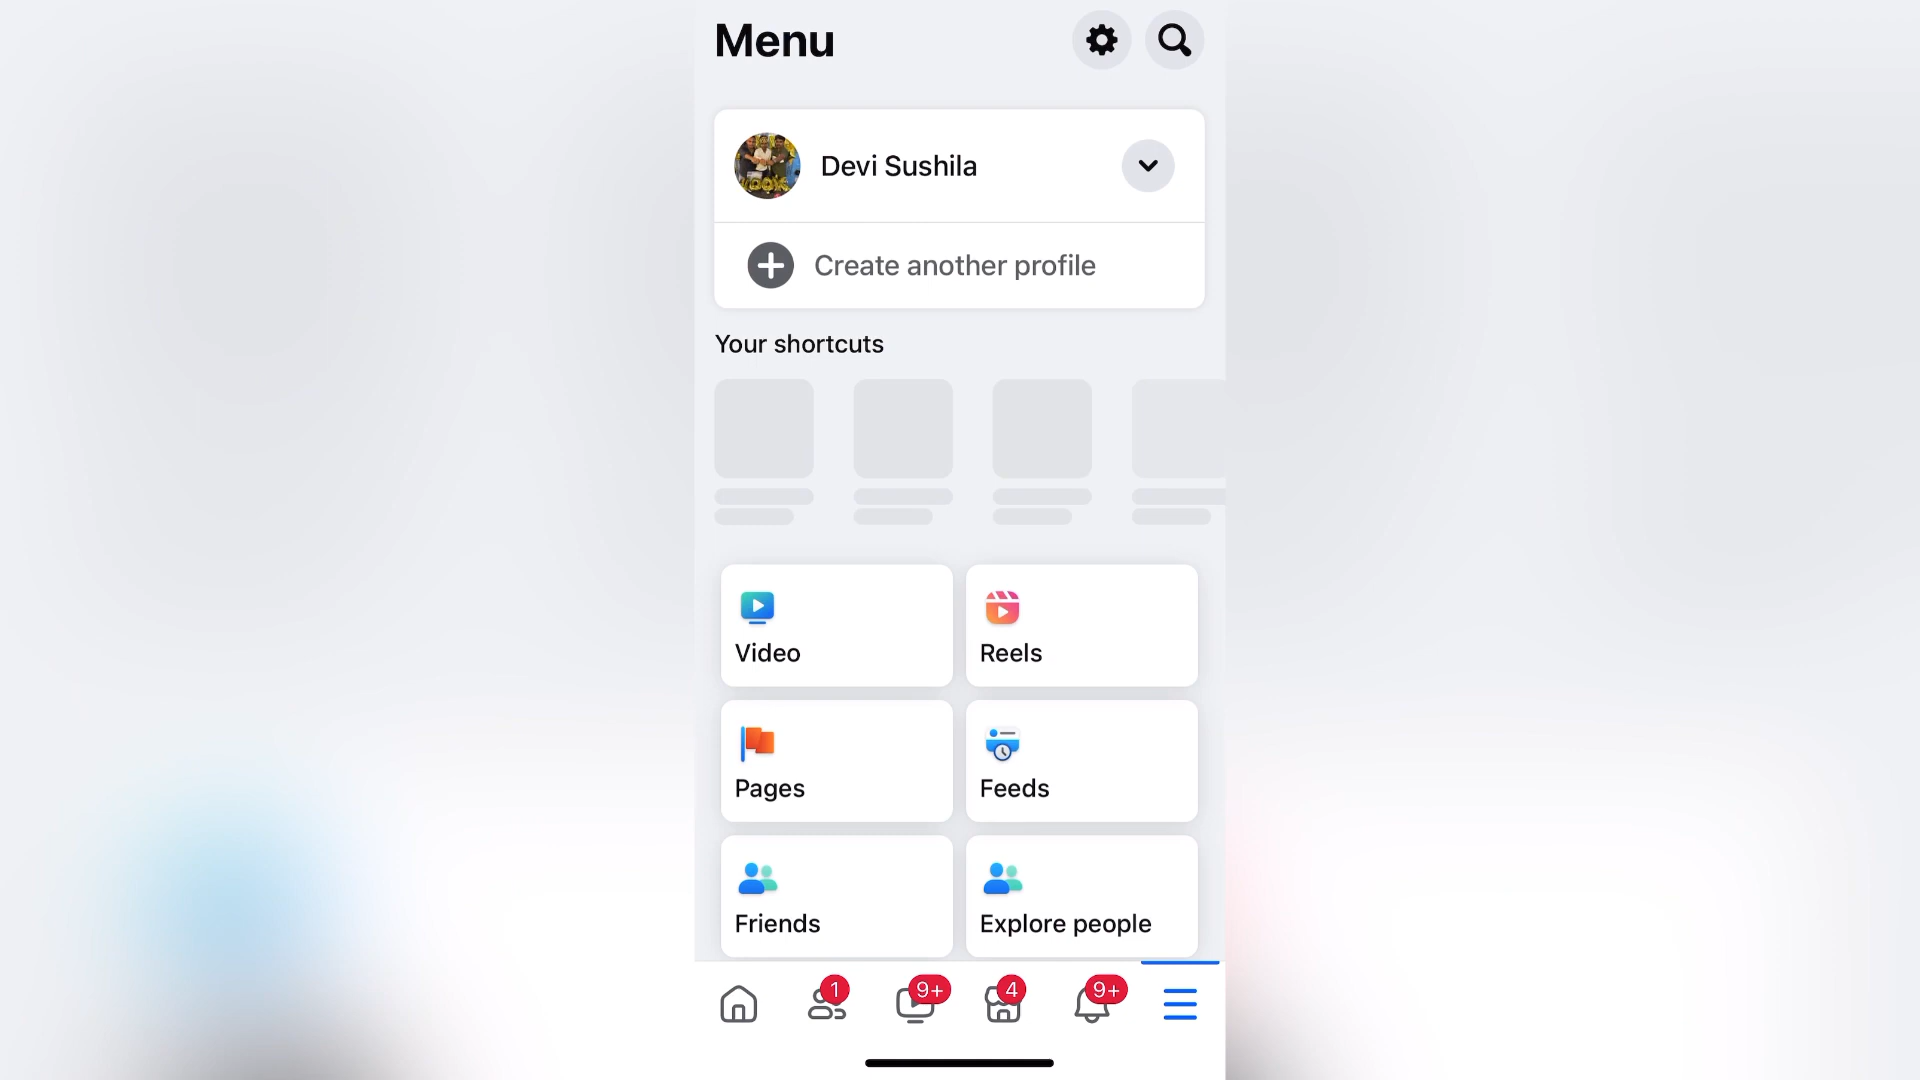 Menu
Devi Sushila
Create another profile
Your shortcuts
Video
Reels
Pages
Feeds
Friends
Explore people
1
9+
4
9+